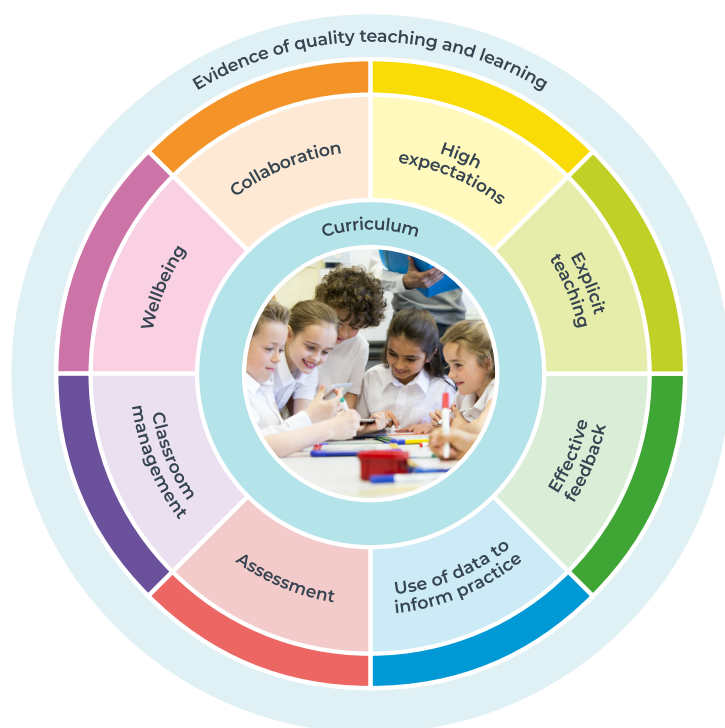 Evidence of quality teaching and learning
High
expectations
Explicit
teaching
Effective
feedback
Use of data to
inform practice
Assessment
Classroom
management
Wellbeing
Collaboration
Curriculum